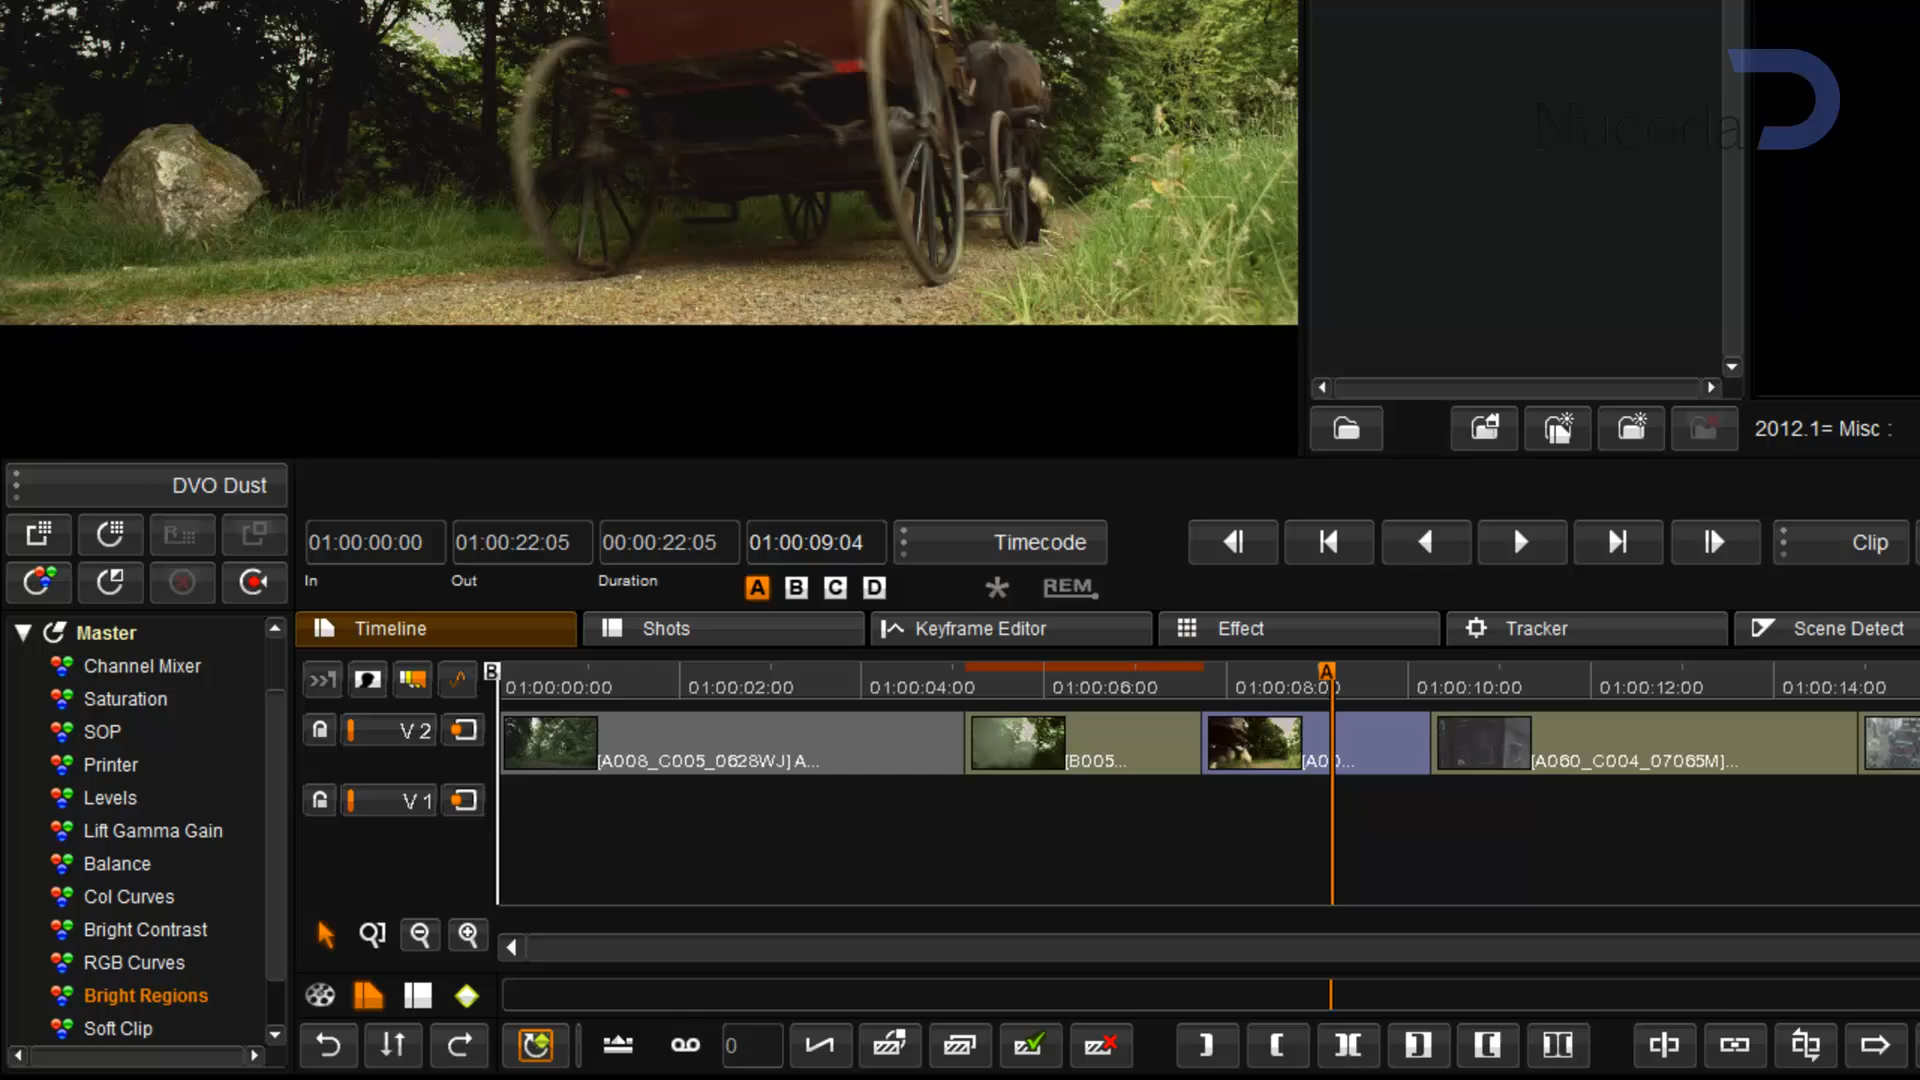 Nucoda
2012.1= Misc :
DVO Dust
01:00:00:00 01:00:22:05 00:00:22:05 01:00:09:04 Timecode Clip
In Out Duration A B C D REM
Timeline Shots Keyframe Editor Effect Tracker Scene Detect
Master
Channel Mixer
Saturation
SOP
Printer
Levels
Lift Gamma Gain
Balance
Col Curves
Bright Contrast
RGB Curves
Bright Regions
Soft Clip
B A
01:00:00:00 01:00:02:00 01:00:04:00 01:00:06:00 01:00:08:00 01:00:10:00 01:00:12:00 01:00:14:00
V 2 [A008_C005_0628WJ] A... [B005... [A00... [A060_C004_07065M]...
V 1
0